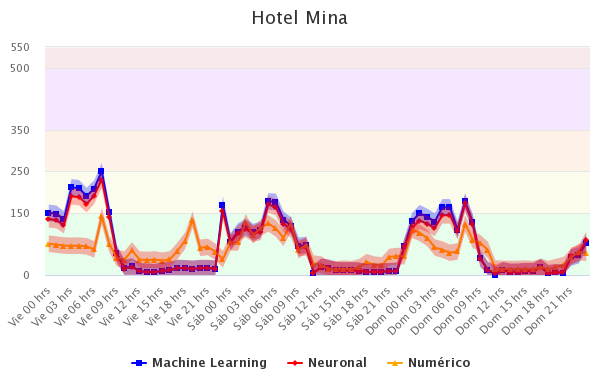 Hotel Mina
550
500
350
250
150
0
Vie 00 hrs
Vie 03 hrs
Vie 06 hrs
Vie 09 hrs
Vie 12 hrs
Vie 15 hrs
Vie 18 hrs
Vie 21 hrs
Sáb 00 hrs
Sáb 03 hrs
Sáb 06 hrs
Sáb 09 hrs
Sáb 12 hrs
Sáb 15 hrs
Sáb 18 hrs
Sáb 21 hrs
Dom 00 hrs
Dom 03 hrs
Dom 06 hrs
Dom 09 hrs
Dom 12 hrs
Dom 15 hrs
Dom 18 hrs
Dom 21 hrs
Machine Learning Neuronal Numérico